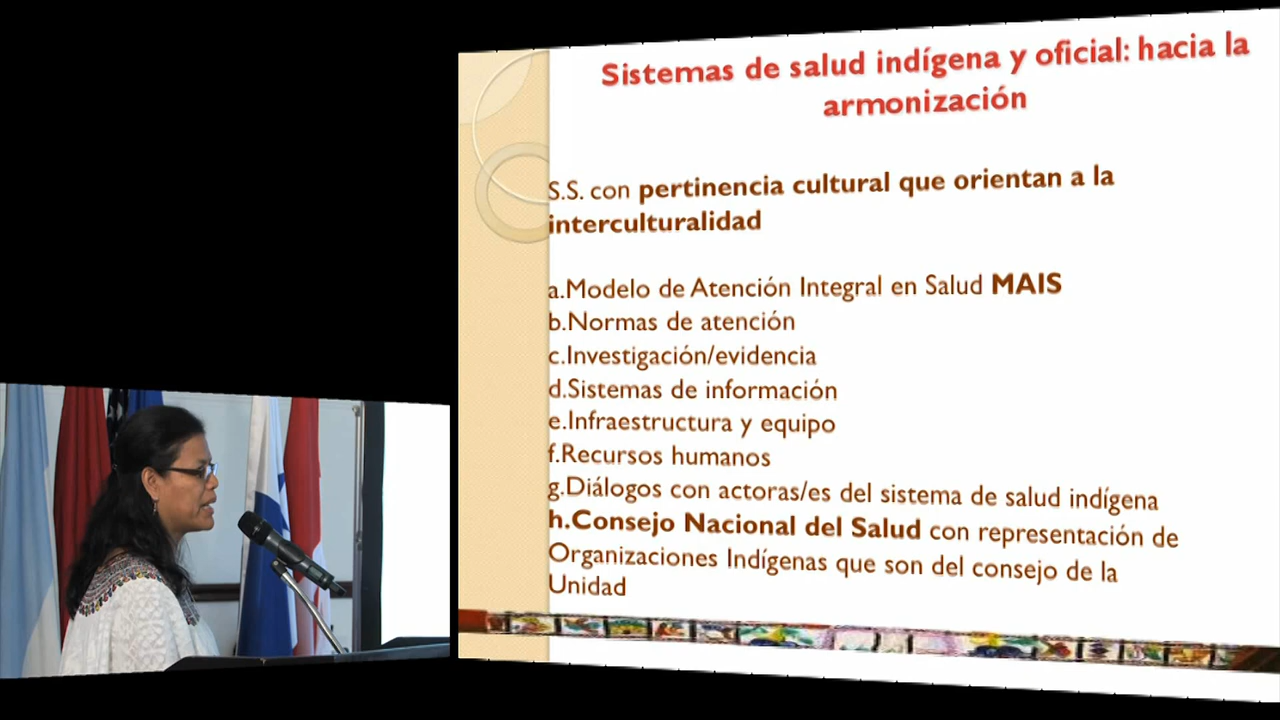 Sistemas de salud indígena y oficial: hacia la
armonización
S.S. con pertinencia cultural que orientan a la
interculturalidad
a.Modelo de Atención Integral en Salud MAIS
b.Normas de atención
c.Investigación/evidencia
d.Sistemas de información
e.Infraestructura y equipo
f.Recursos humanos
g.Diálogos con actoras/es del sistema de salud indígena
h.Consejo Nacional del Salud con representación de
Organizaciones Indígenas que son del consejo de la
Unidad